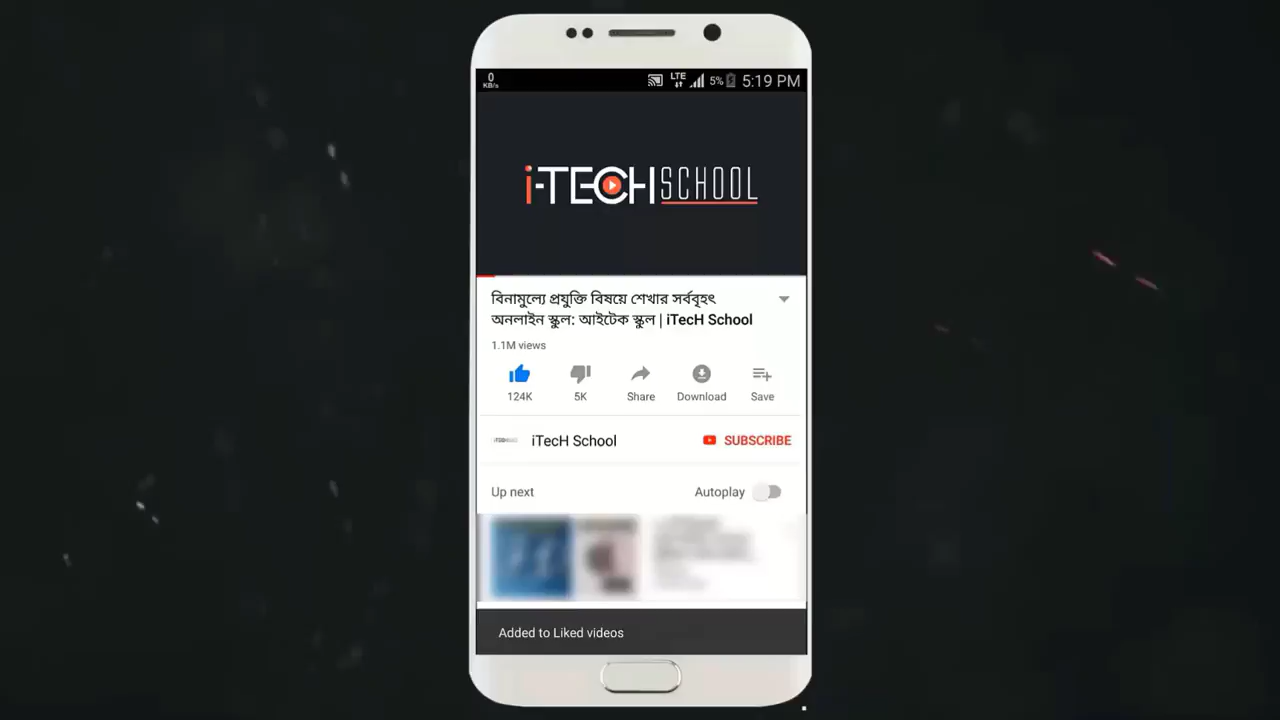 0
KB/s
LTE
5%
5:19 PM
i-TECH SCHOOL
বিনামুল্যে প্রযুক্তি বিষয়ে শেখার সর্ববৃহৎ
অনলাইন স্কুল: আইটেক স্কুল | iTecH School
1.1M views
124K
5K
Share
Download
Save
iTecH School
SUBSCRIBE
Up next
Autoplay
Added to Liked videos